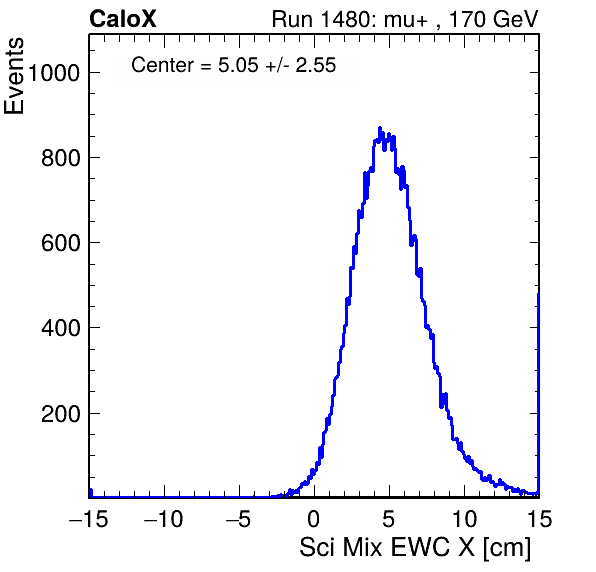 CaloX Run 1480: mu+ , 170 GeV
Center = 5.05 +/- 2.55
Events
1000
800
600
400
200
−15 −10 −5 0 5 10 15
Sci Mix EWC X [cm]